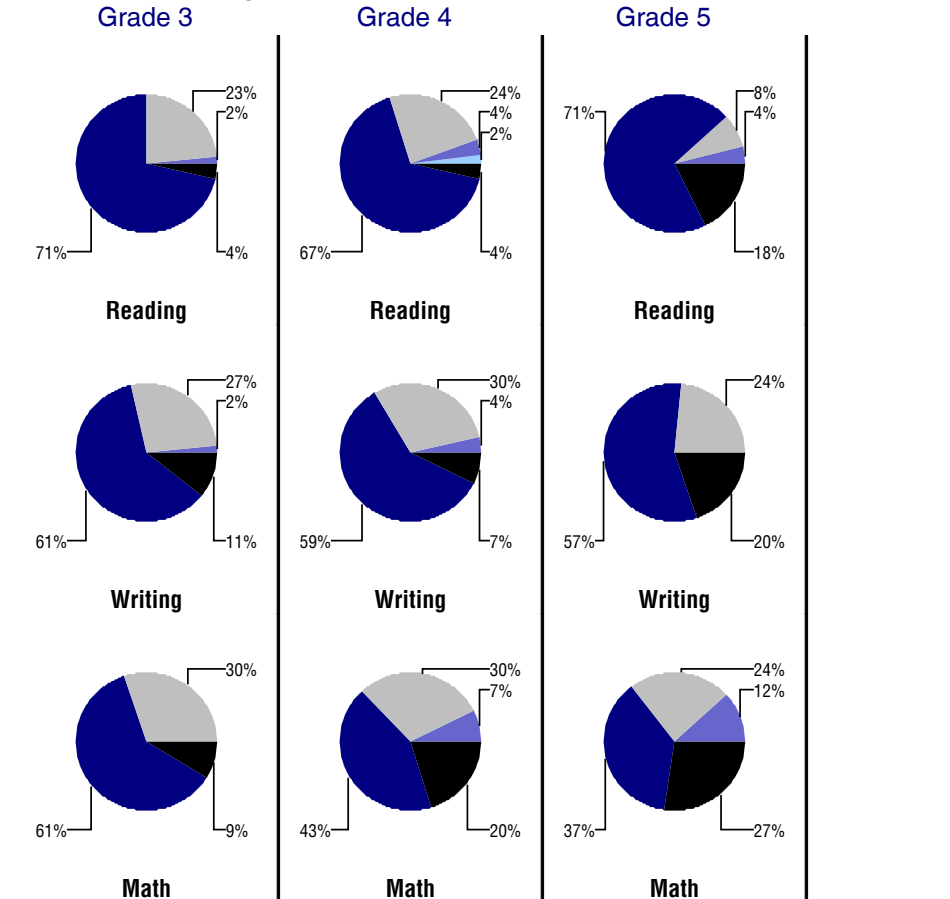 Grade 3 Grade 4 Grade 5
23% 24% 8%
71% 2% 4% 4%
2%
71% 4% 67% 4% 18%
Reading Reading Reading
27% 30% 24%
2% 4%
61% 11% 59% 7% 57% 20%
Writing Writing Writing
30% 30% 24%
7% 12%
61% 9% 43% 20% 37% 27%
Math Math Math